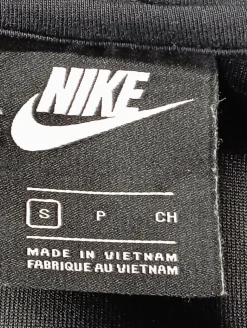 NIKE
S P CH
MADE IN VIETNAM
FABRIQUE AU VIETNAM